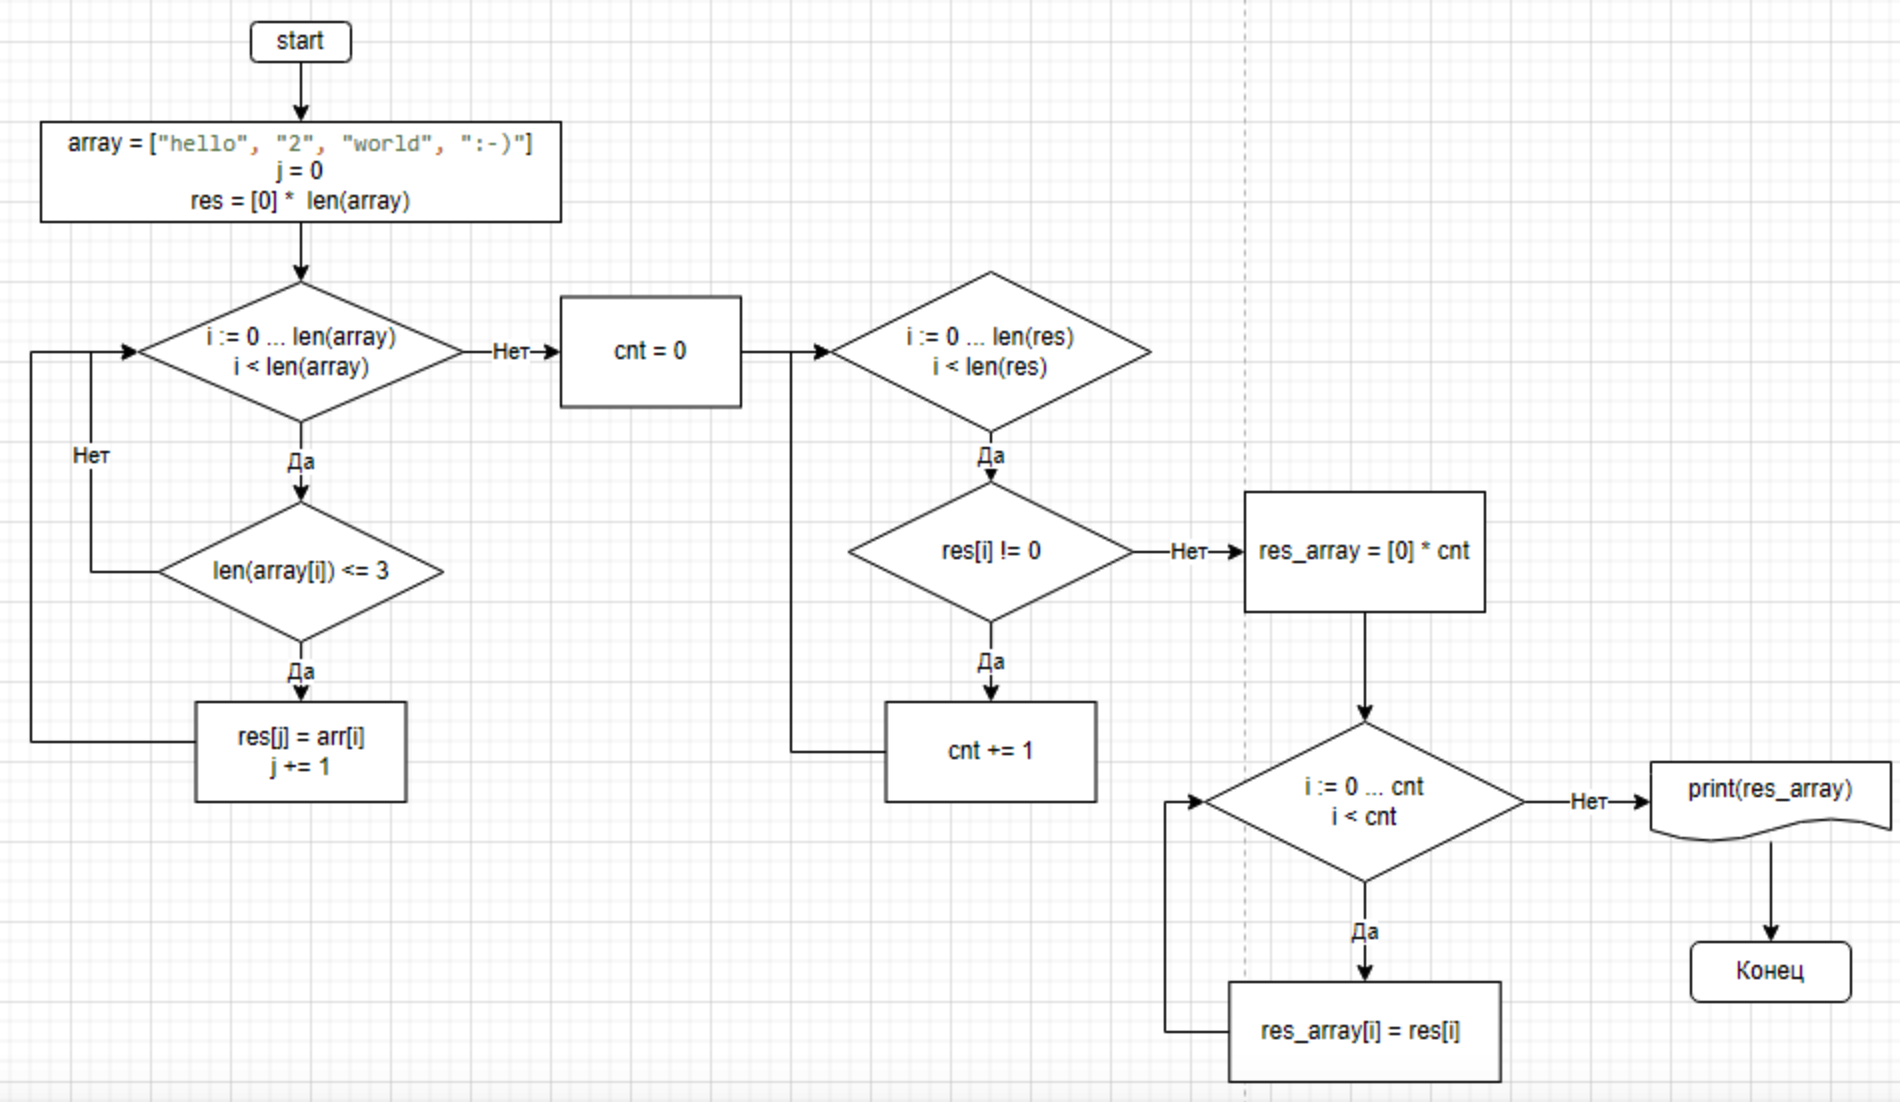 start
array = ["hello", "2", "world", ":-)"]
j = 0
res = [0] * len(array)
i := 0 ... len(array)
i < len(array)
Нет
cnt = 0
i := 0 ... len(res)
i < len(res)
Нет
Да
Да
len(array[i]) <= 3
res[i] != 0
Нет
res_array = [0] * cnt
Да
Да
res[j] = arr[i]
j += 1
cnt += 1
i := 0 ... cnt
i < cnt
Нет
print(res_array)
Да
res_array[i] = res[i]
Конец